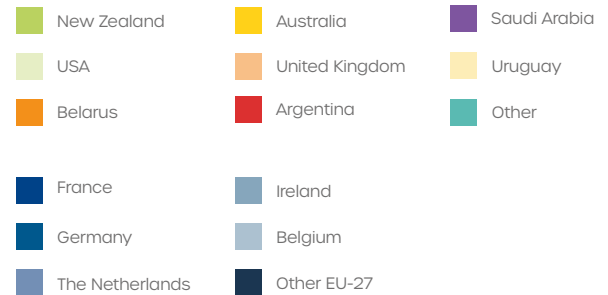 New Zealand
Australia
Saudi Arabia
USA
United Kingdom
Uruguay
Belarus
Argentina
Other
France
Ireland
Germany
Belgium
The Netherlands
Other EU-27